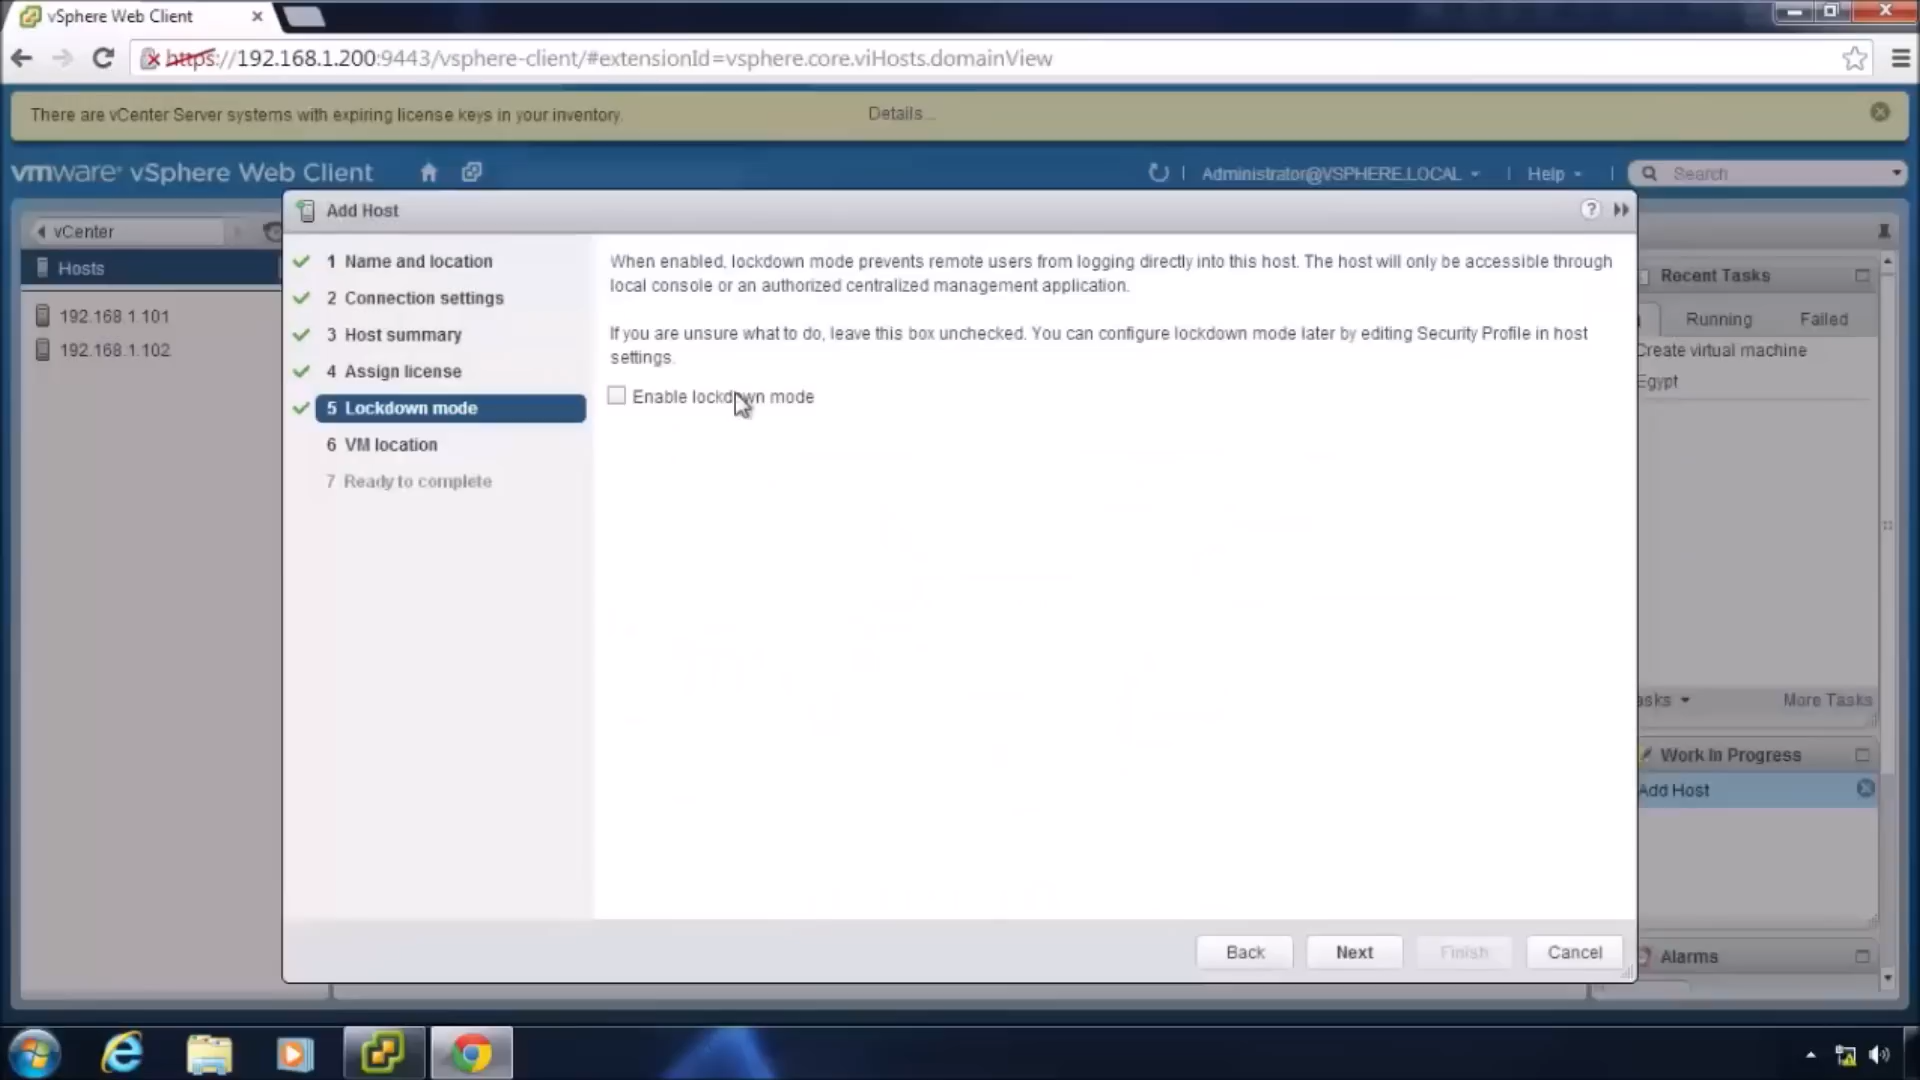 vSphere Web Client
https://192.168.1.200:9443/vsphere-client/#extensionId=vsphere.core.viHosts.domainView
There are vCenter Server systems with expiring license keys in your inventory.
Details...
vmware vSphere Web Client
Administrator@VSPHERE.LOCAL
Help
Search
vCenter
Hosts
192.168.1.101
192.168.1.102
Add Host
1 Name and location
2 Connection settings
3 Host summary
4 Assign license
5 Lockdown mode
6 VM location
7 Ready to complete
When enabled, lockdown mode prevents remote users from logging directly into this host. The host will only be accessible through
local console or an authorized centralized management application.
If you are unsure what to do, leave this box unchecked. You can configure lockdown mode later by editing Security Profile in host
settings.
Enable lockdown mode
Back
Next
Finish
Cancel
Recent Tasks
Running
Failed
Create virtual machine
Egypt
asks
More Tasks
Work In Progress
Add Host
Alarms